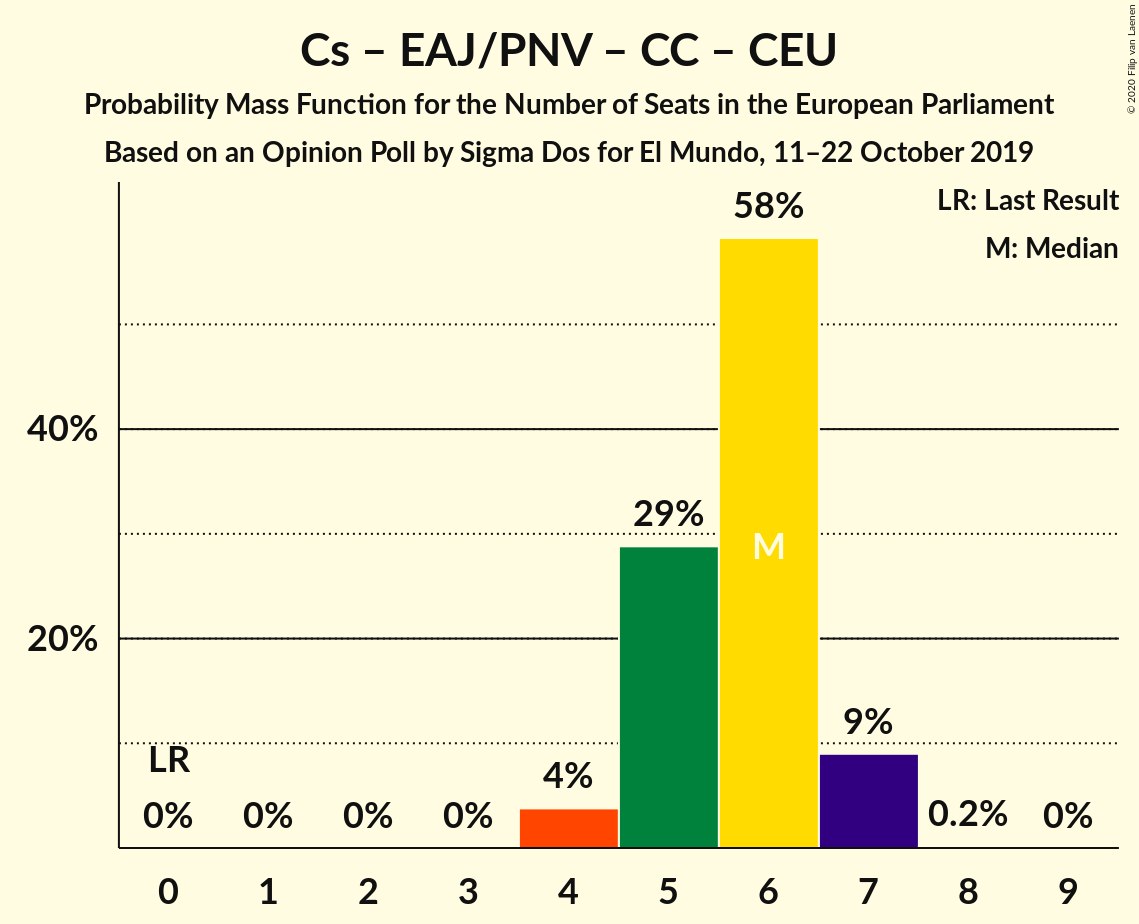 Cs – EAJ/PNV – CC – CEU
Probability Mass Function for the Number of Seats in the European Parliament
Based on an Opinion Poll by Sigma Dos for El Mundo, 11–22 October 2019
© 2020 Filip van Laenen
LR: Last Result
M: Median
58%
40%
29%
M
20%
9%
LR
4%
0%
0%
0%
0%
0.2%
0%
0 1 2 3 4 5 6 7 8 9